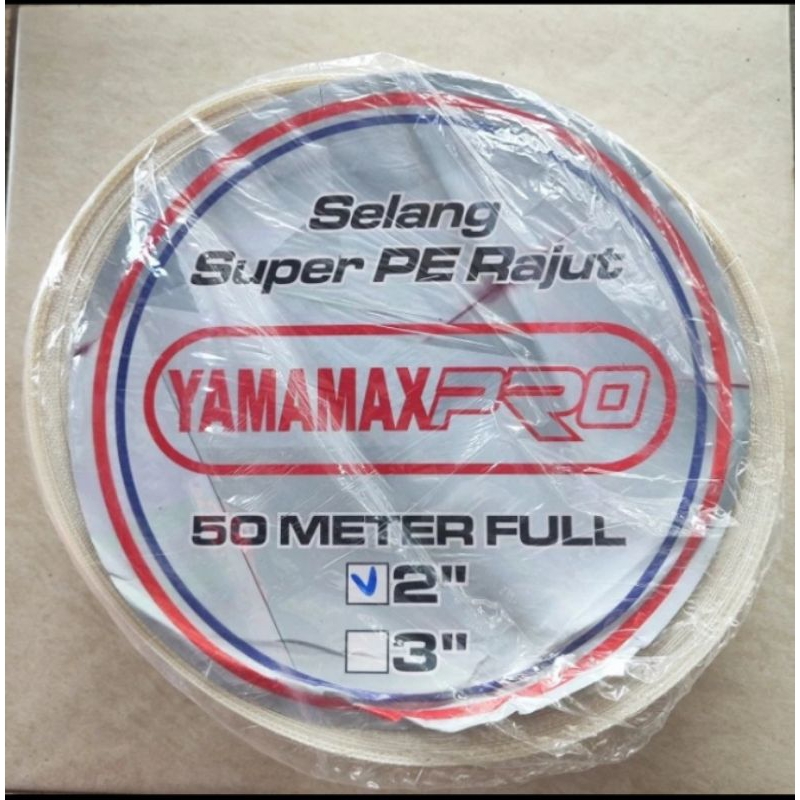 Selang
Super PE Rajut
YAMAMAXPRO
50 METER FULL
2"
3"